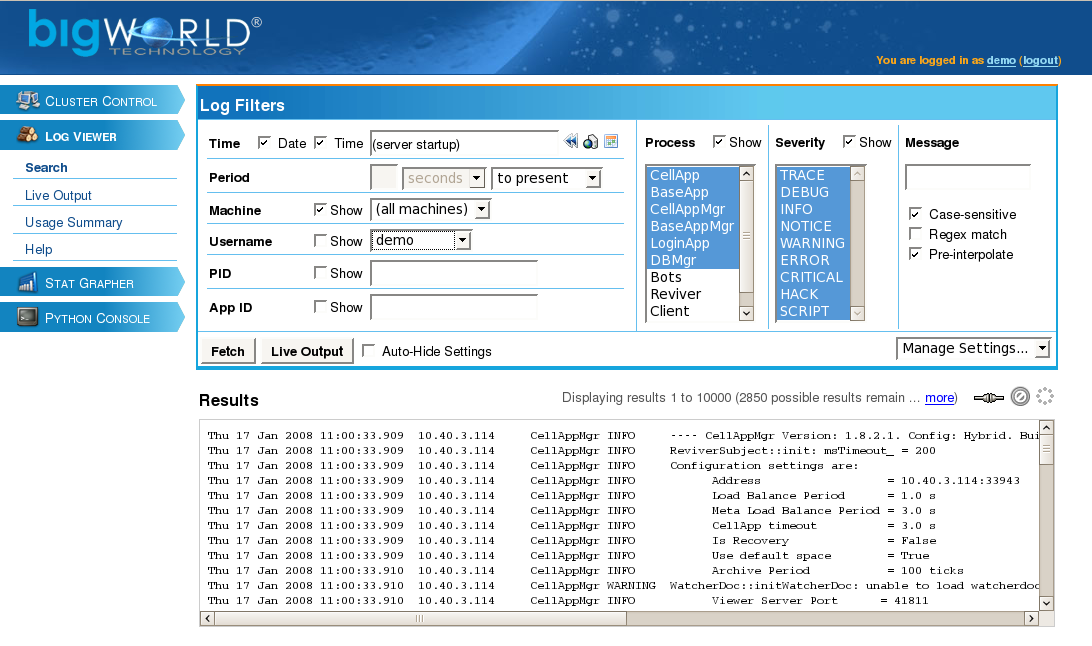 bigWORLD®
TECHNOLOGY
You are logged in as demo (logout)
CLUSTER CONTROL
LOG VIEWER
Search
Live Output
Usage Summary
Help
STAT GRAPHER
PYTHON CONSOLE
Log Filters
Time Date Time (server startup)
Period seconds to present
Machine Show (all machines)
Username Show demo
PID Show
App ID Show
Process Show
CellApp
BaseApp
CellAppMgr
BaseAppMgr
LoginApp
DBMgr
Bots
Reviver
Client
Severity Show
TRACE
DEBUG
INFO
NOTICE
WARNING
ERROR
CRITICAL
HACK
SCRIPT
Message
Case-sensitive
Regex match
Pre-interpolate
Fetch Live Output Auto-Hide Settings Manage Settings...
Results Displaying results 1 to 10000 (2850 possible results remain ... more)
Thu 17 Jan 2008 11:00:33.909 10.40.3.114 CellAppMgr INFO ---- CellAppMgr Version: 1.8.2.1. Config: Hybrid. Bui
Thu 17 Jan 2008 11:00:33.909 10.40.3.114 CellAppMgr INFO ReviverSubject::init: msTimeout_ = 200
Thu 17 Jan 2008 11:00:33.909 10.40.3.114 CellAppMgr INFO Configuration settings are:
Thu 17 Jan 2008 11:00:33.909 10.40.3.114 CellAppMgr INFO Address = 10.40.3.114:33943
Thu 17 Jan 2008 11:00:33.909 10.40.3.114 CellAppMgr INFO Load Balance Period = 1.0 s
Thu 17 Jan 2008 11:00:33.909 10.40.3.114 CellAppMgr INFO Meta Load Balance Period = 3.0 s
Thu 17 Jan 2008 11:00:33.909 10.40.3.114 CellAppMgr INFO CellApp timeout = 3.0 s
Thu 17 Jan 2008 11:00:33.909 10.40.3.114 CellAppMgr INFO Is Recovery = False
Thu 17 Jan 2008 11:00:33.909 10.40.3.114 CellAppMgr INFO Use default space = True
Thu 17 Jan 2008 11:00:33.910 10.40.3.114 CellAppMgr INFO Archive Period = 100 ticks
Thu 17 Jan 2008 11:00:33.910 10.40.3.114 CellAppMgr WARNING WatcherDoc::initWatcherDoc: unable to load watcherdoc
Thu 17 Jan 2008 11:00:33.910 10.40.3.114 CellAppMgr INFO Viewer Server Port = 41811